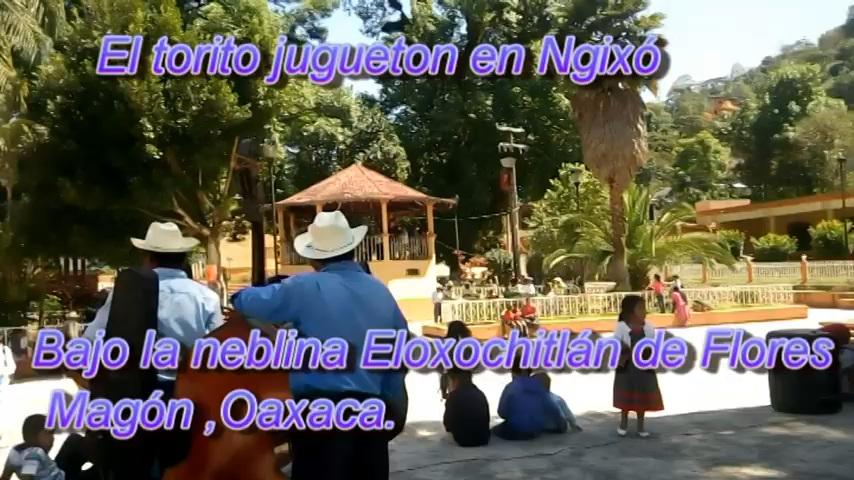 El torito jugueton en Ngixó
Bajo la neblina Eloxochitlán de Flores
Magón ,Oaxaca.